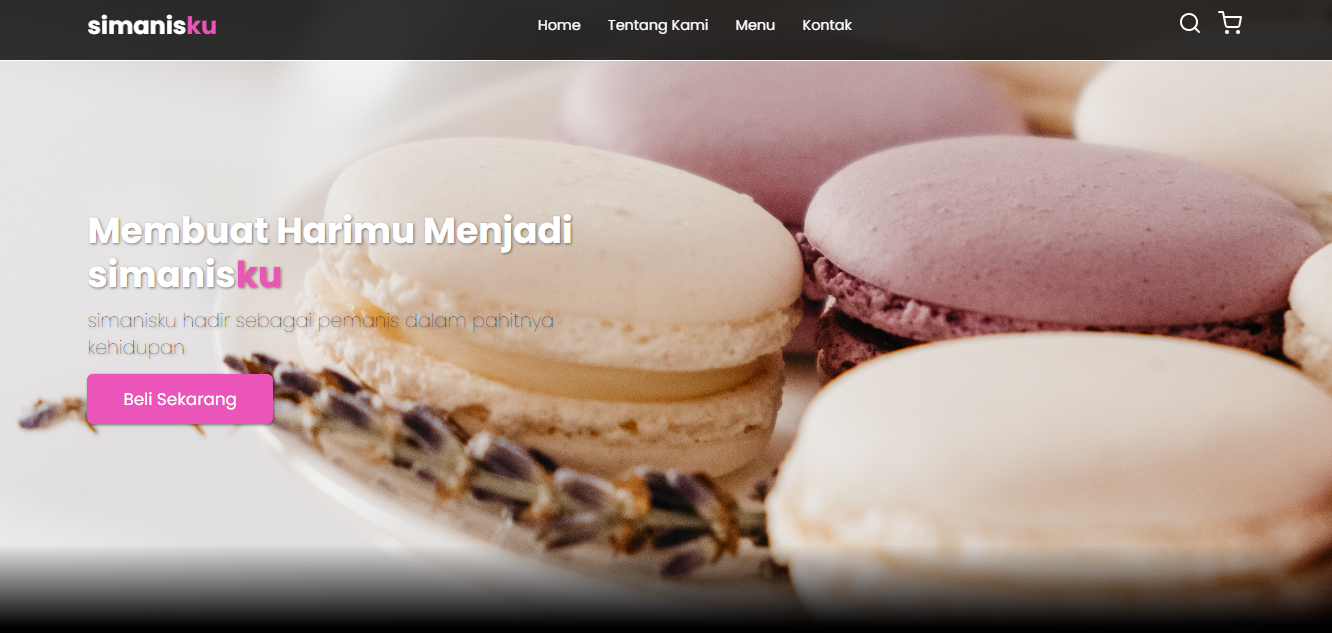 simanisku
Home
Tentang Kami
Menu
Kontak
Membuat Harimu Menjadi
simanisku
simanisku hadir sebagai pemanis dalam pahitnya
kehidupan
Beli Sekarang